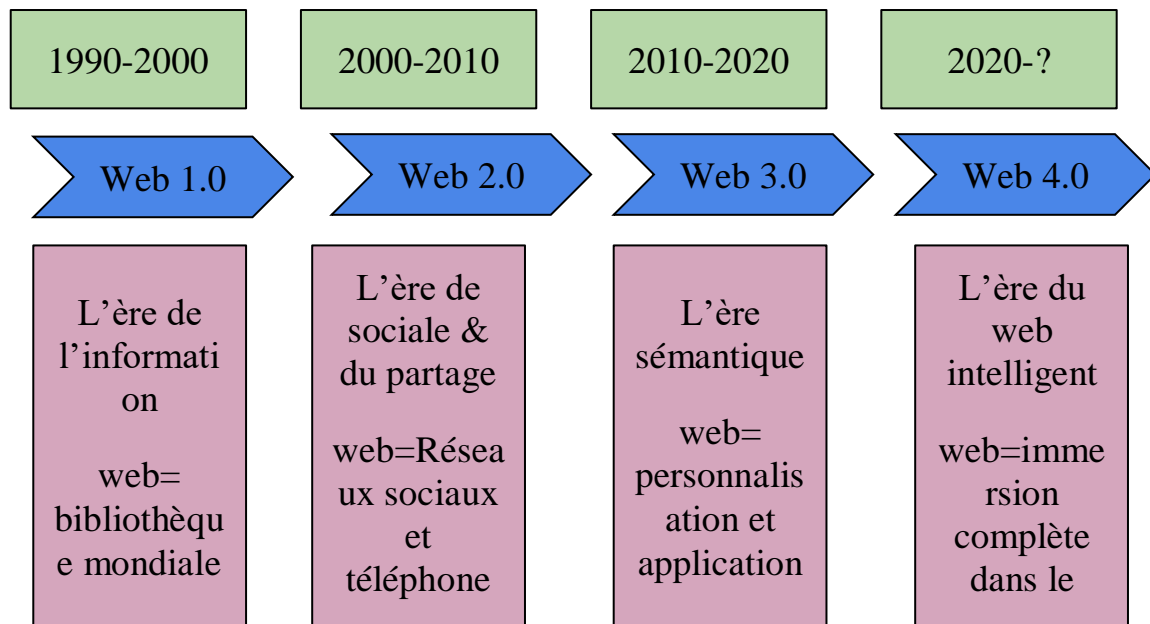 1990-2000
2000-2010
2010-2020
2020-?
Web 1.0
Web 2.0
Web 3.0
Web 4.0
L’ère de
l’informati
on
web=
bibliothèqu
e mondiale
L’ère de
sociale &
du partage
web=Résea
ux sociaux
et
téléphone
L’ère
sémantique
web=
personnalis
ation et
application
L’ère du
web
intelligent
web=imme
rsion
complète
dans le